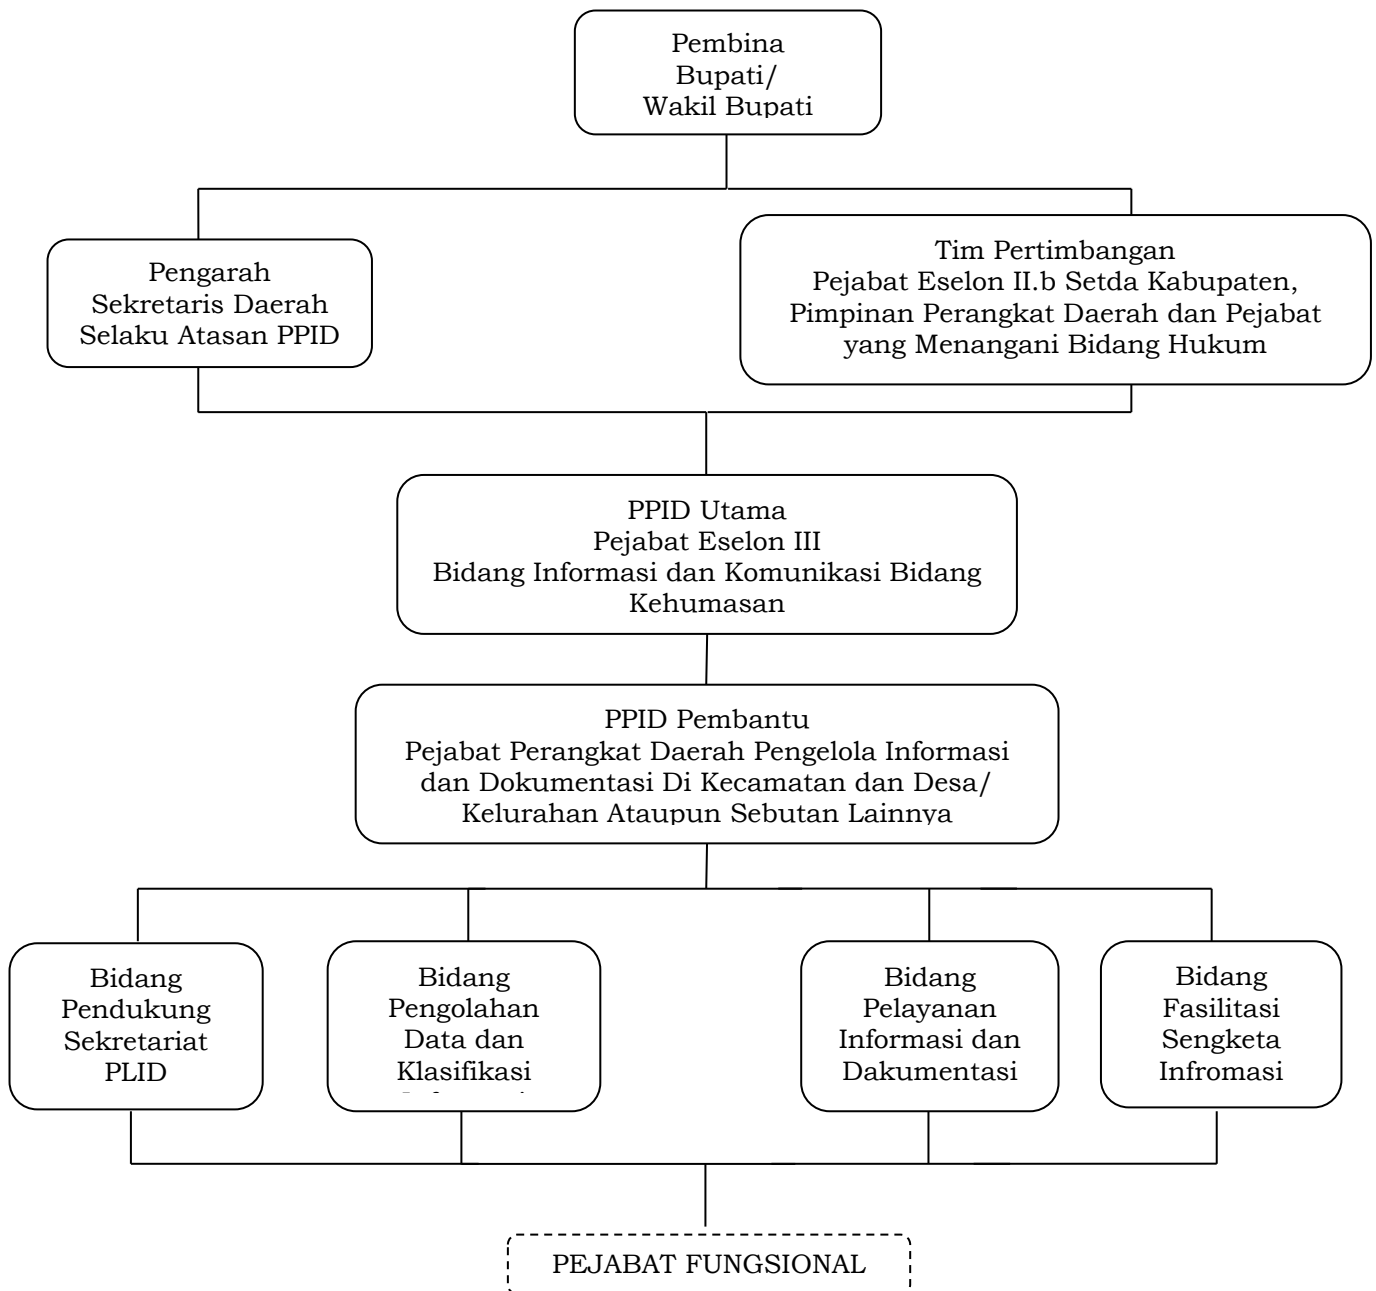 Pembina
Bupati/
Wakil Bupati
Pengarah
Sekretaris Daerah
Selaku Atasan PPID
Tim Pertimbangan
Pejabat Eselon II.b Setda Kabupaten,
Pimpinan Perangkat Daerah dan Pejabat
yang Menangani Bidang Hukum
PPID Utama
Pejabat Eselon III
Bidang Informasi dan Komunikasi Bidang
Kehumasan
PPID Pembantu
Pejabat Perangkat Daerah Pengelola Informasi
dan Dokumentasi Di Kecamatan dan Desa/
Kelurahan Ataupun Sebutan Lainnya
Bidang
Pendukung
Sekretariat
PLID
Bidang
Pengolahan
Data dan
Klasifikasi
Bidang
Pelayanan
Informasi dan
Dakumentasi
Bidang
Fasilitasi
Sengketa
Infromasi
PEJABAT FUNGSIONAL